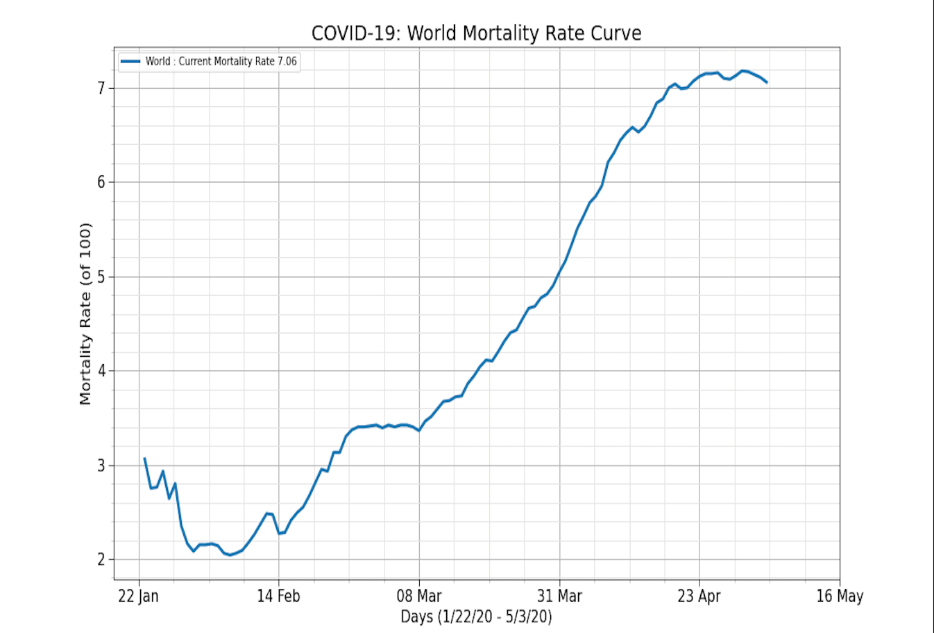 COVID-19: World Mortality Rate Curve
World : Current Mortality Rate 7.06
Mortality Rate (of 100)
7
6
5
4
3
2
22 Jan 14 Feb 08 Mar 31 Mar 23 Apr 16 May
Days (1/22/20 - 5/3/20)